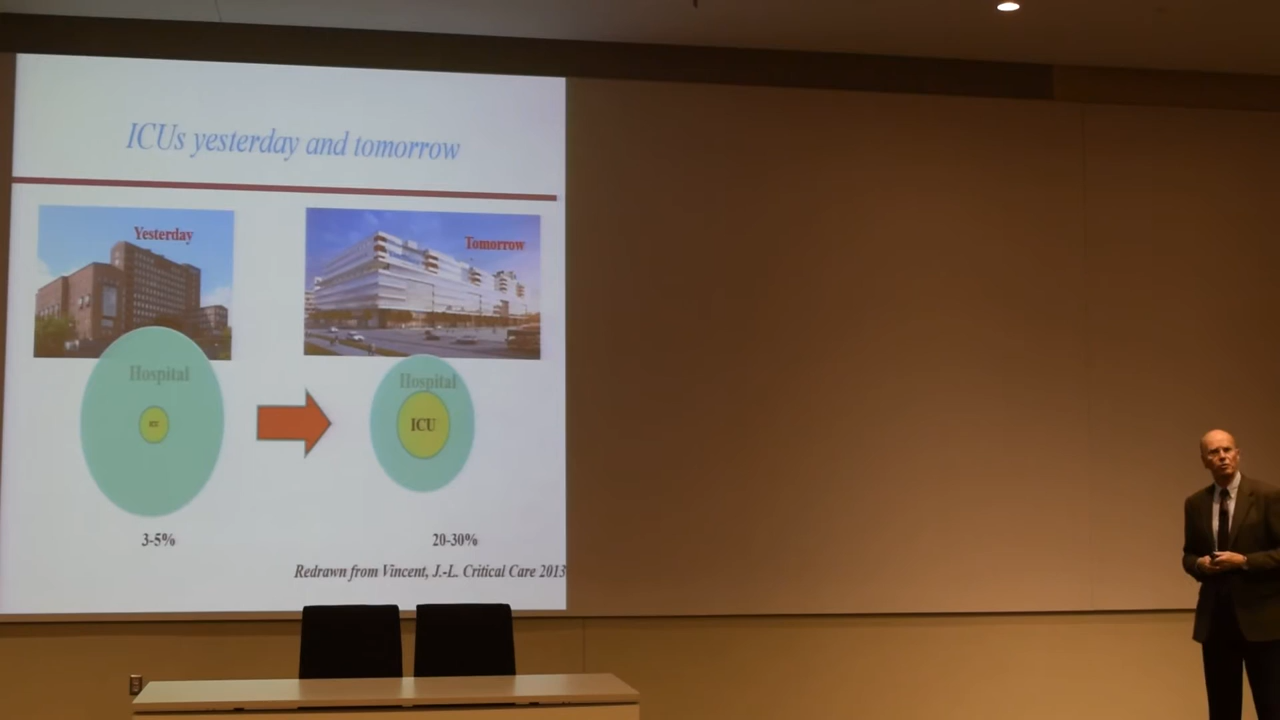 ICUs yesterday and tomorrow
Yesterday
Tomorrow
Hospital
Hospital
ICU
ICU
3-5%
20-30%
Redrawn from Vincent, J.-L. Critical Care 2013